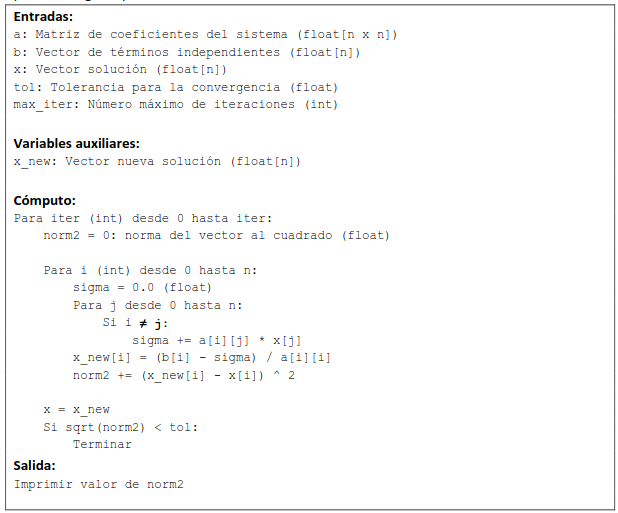 Entradas:
a: Matriz de coeficientes del sistema (float[n x n])
b: Vector de términos independientes (float[n])
x: Vector solución (float[n])
tol: Tolerancia para la convergencia (float)
max_iter: Número máximo de iteraciones (int)
Variables auxiliares:
x_new: Vector nueva solución (float[n])
Cómputo:
Para iter (int) desde 0 hasta iter:
norm2 = 0: norma del vector al cuadrado (float)
Para i (int) desde 0 hasta n:
sigma = 0.0 (float)
Para j desde 0 hasta n:
Si i ≠ j:
sigma += a[i][j] * x[j]
x_new[i] = (b[i] - sigma) / a[i][i]
norm2 += (x_new[i] - x[i]) ^ 2
x = x_new
Si sqrt(norm2) < tol:
Terminar
Salida:
Imprimir valor de norm2